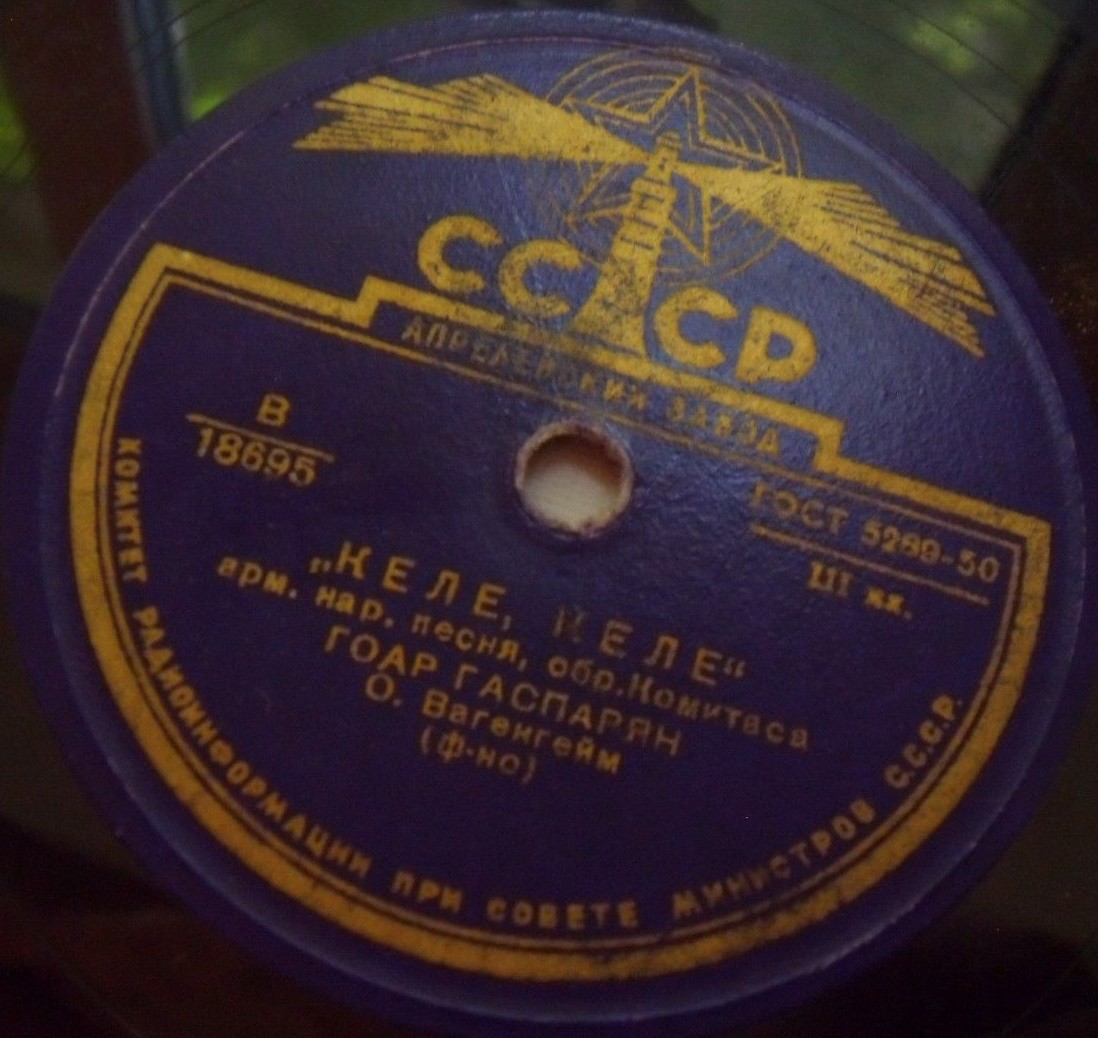 СССР
АПРЕЛЕВСКИЙ ЗАВОД
В
18695
ГОСТ 5289-50
III кл.
„КЕЛЕ, КЕЛЕ“
арм. нар. песня, обр. Комитаса
ГОАР ГАСПАРЯН
О. Вагенгейм
(ф-но)
КОМИТЕТ РАДИОИНФОРМАЦИИ ПРИ СОВЕТЕ МИНИСТРОВ С.С.С.Р.